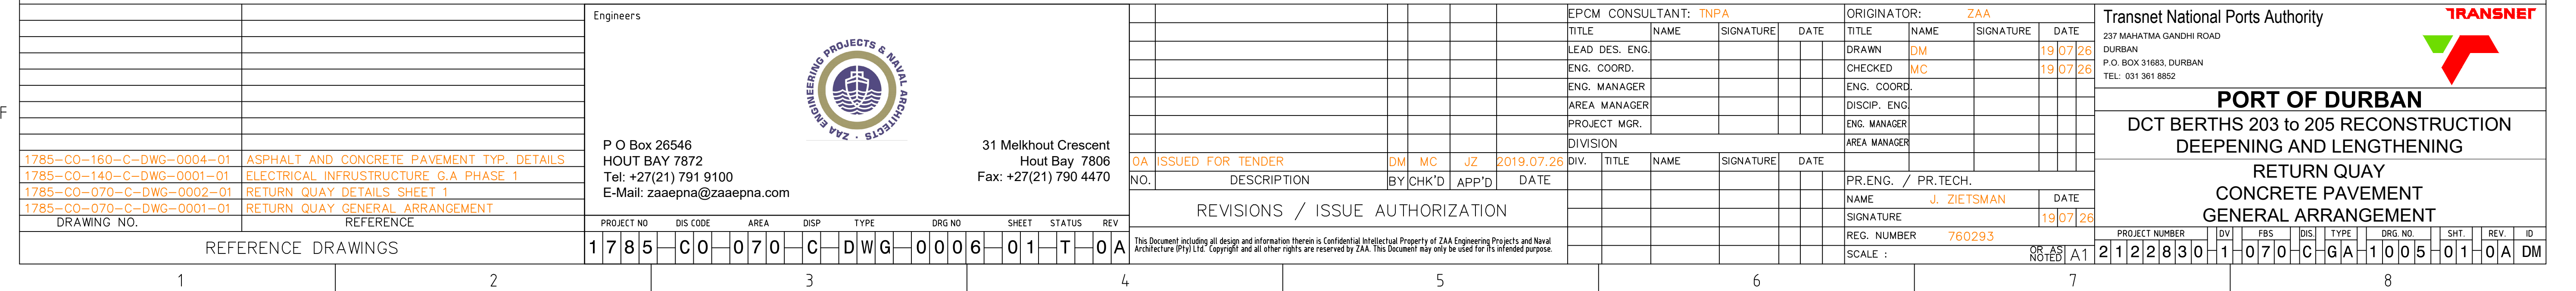 F
1785-CO-160-C-DWG-0004-01 ASPHALT AND CONCRETE PAVEMENT TYP. DETAILS
1785-CO-140-C-DWG-0001-01 ELECTRICAL INFRUSTRUCTURE G.A PHASE 1
1785-CO-070-C-DWG-0002-01 RETURN QUAY DETAILS SHEET 1
1785-CO-070-C-DWG-0001-01 RETURN QUAY GENERAL ARRANGEMENT
DRAWING NO. REFERENCE
REFERENCE DRAWINGS
Engineers
ZAA ENGINEERING PROJECTS & NAVAL ARCHITECTS
P O Box 26546
HOUT BAY 7872
Tel: +27(21) 791 9100
E-Mail: zaaepna@zaaepna.com
31 Melkhout Crescent
Hout Bay 7806
Fax: +27(21) 790 4470
PROJECT NO DIS CODE AREA DISP TYPE DRG NO SHEET STATUS REV
1785-CO-070-C-DWG-0006-01-T-0A
0A ISSUED FOR TENDER DM MC JZ 2019.07.26
NO. DESCRIPTION BY CHK'D APP'D DATE
REVISIONS / ISSUE AUTHORIZATION
This Document including all design and information therein is Confidential Intellectual Property of ZAA Engineering Projects and Naval
Architecture (Pty) Ltd. Copyright and all other rights are reserved by ZAA. This Document may only be used for its intended purpose.
EPCM CONSULTANT: TNPA
TITLE NAME SIGNATURE DATE
LEAD DES. ENG.
ENG. COORD.
ENG. MANAGER
AREA MANAGER
PROJECT MGR.
DIVISION
DIV. TITLE NAME SIGNATURE DATE
ORIGINATOR: ZAA
TITLE NAME SIGNATURE DATE
DRAWN DM 19 07 26
CHECKED MC 19 07 26
ENG. COORD.
DISCIP. ENG.
ENG. MANAGER
AREA MANAGER
PR.ENG. / PR.TECH.
NAME J. ZIETSMAN DATE
SIGNATURE 19 07 26
REG. NUMBER 760293
SCALE : OR AS NOTED A1
Transnet National Ports Authority
237 MAHATMA GANDHI ROAD
DURBAN
P.O. BOX 31683, DURBAN
TEL: 031 361 8852
TRANSNET
PORT OF DURBAN
DCT BERTHS 203 to 205 RECONSTRUCTION
DEEPENING AND LENGTHENING
RETURN QUAY
CONCRETE PAVEMENT
GENERAL ARRANGEMENT
PROJECT NUMBER DV FBS DIS. TYPE DRG. NO. SHT. REV. ID
2122830-1-070-C-GA-1005-01-0A DM
1 2 3 4 5 6 7 8